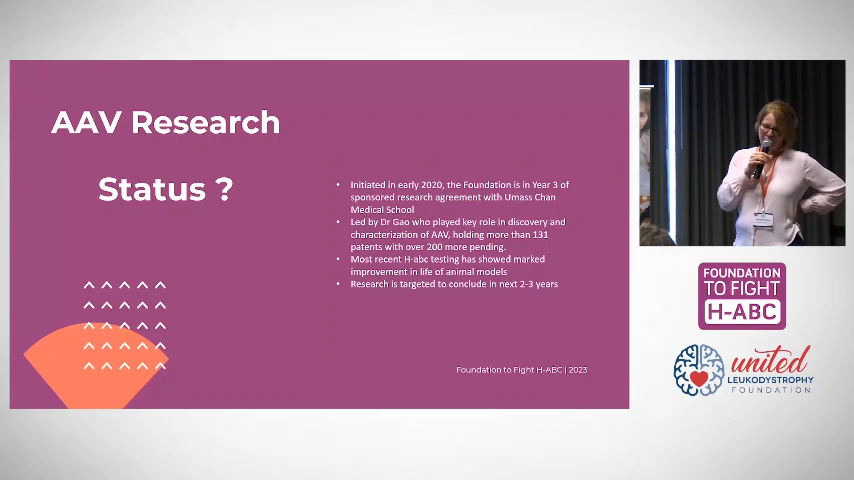 AAV Research
Status ?
• Initiated in early 2020, the Foundation is in Year 3 of
sponsored research agreement with Umass Chan
Medical School
• Led by Dr Gao who played key role in discovery and
characterization of AAV, holding more than 131
patents with over 200 more pending.
• Most recent H-abc testing has showed marked
improvement in life of animal models
• Research is targeted to conclude in next 2-3 years
Foundation to Fight H-ABC | 2023
FOUNDATION
TO FIGHT
H-ABC
united
LEUKODYSTROPHY
FOUNDATION